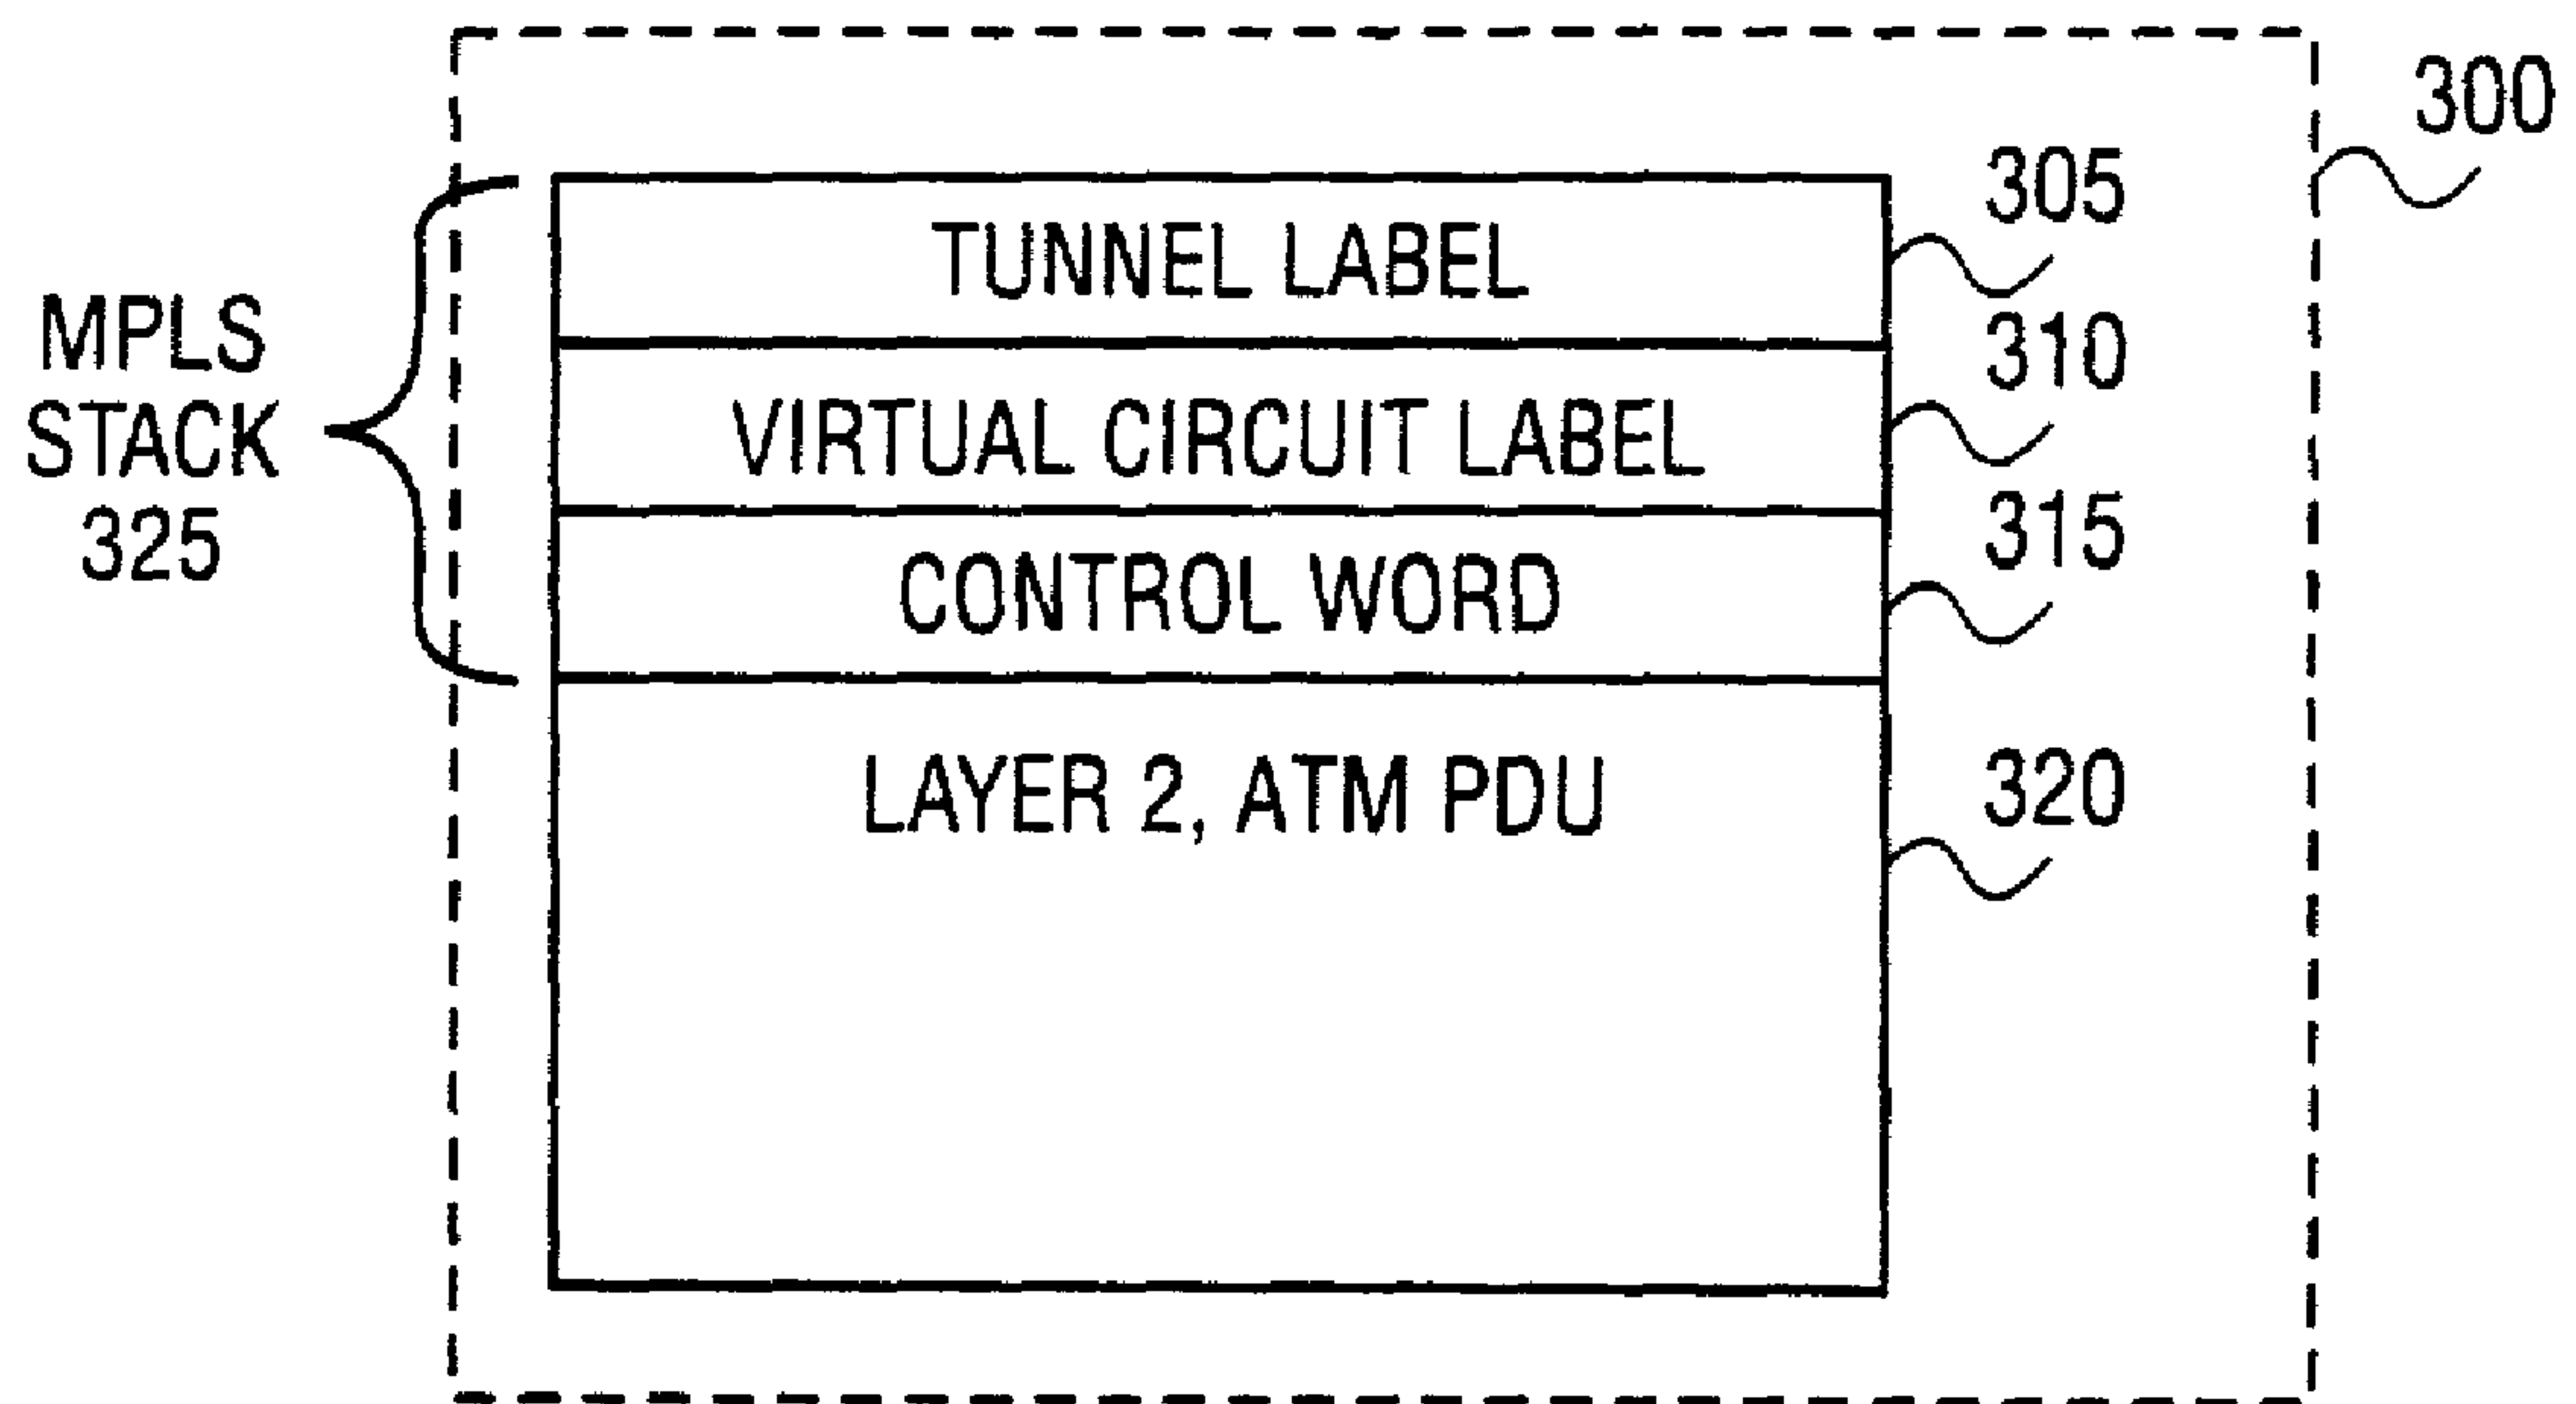 300
305
TUNNEL LABEL
310
VIRTUAL CIRCUIT LABEL
MPLS
STACK
325
315
CONTROL WORD
320
LAYER 2, ATM PDU